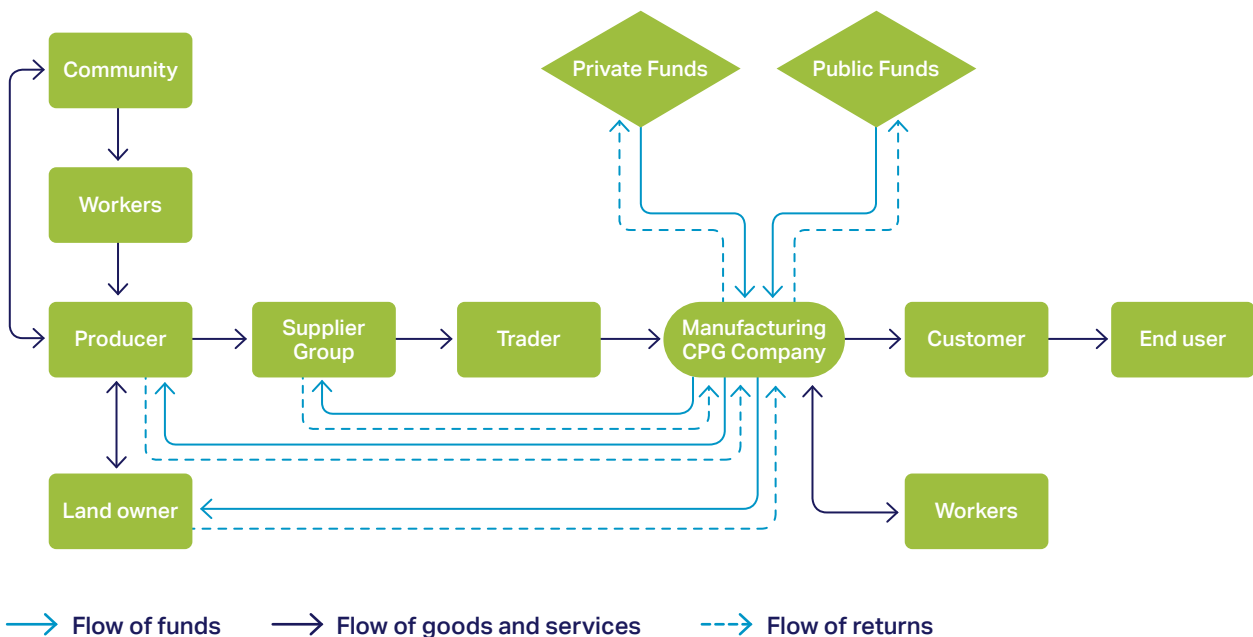 Community
Private Funds
Public Funds
Workers
Producer
Supplier
Group
Trader
Manufacturing
CPG Company
Customer
End user
Land owner
Workers
Flow of funds
Flow of goods and services
Flow of returns